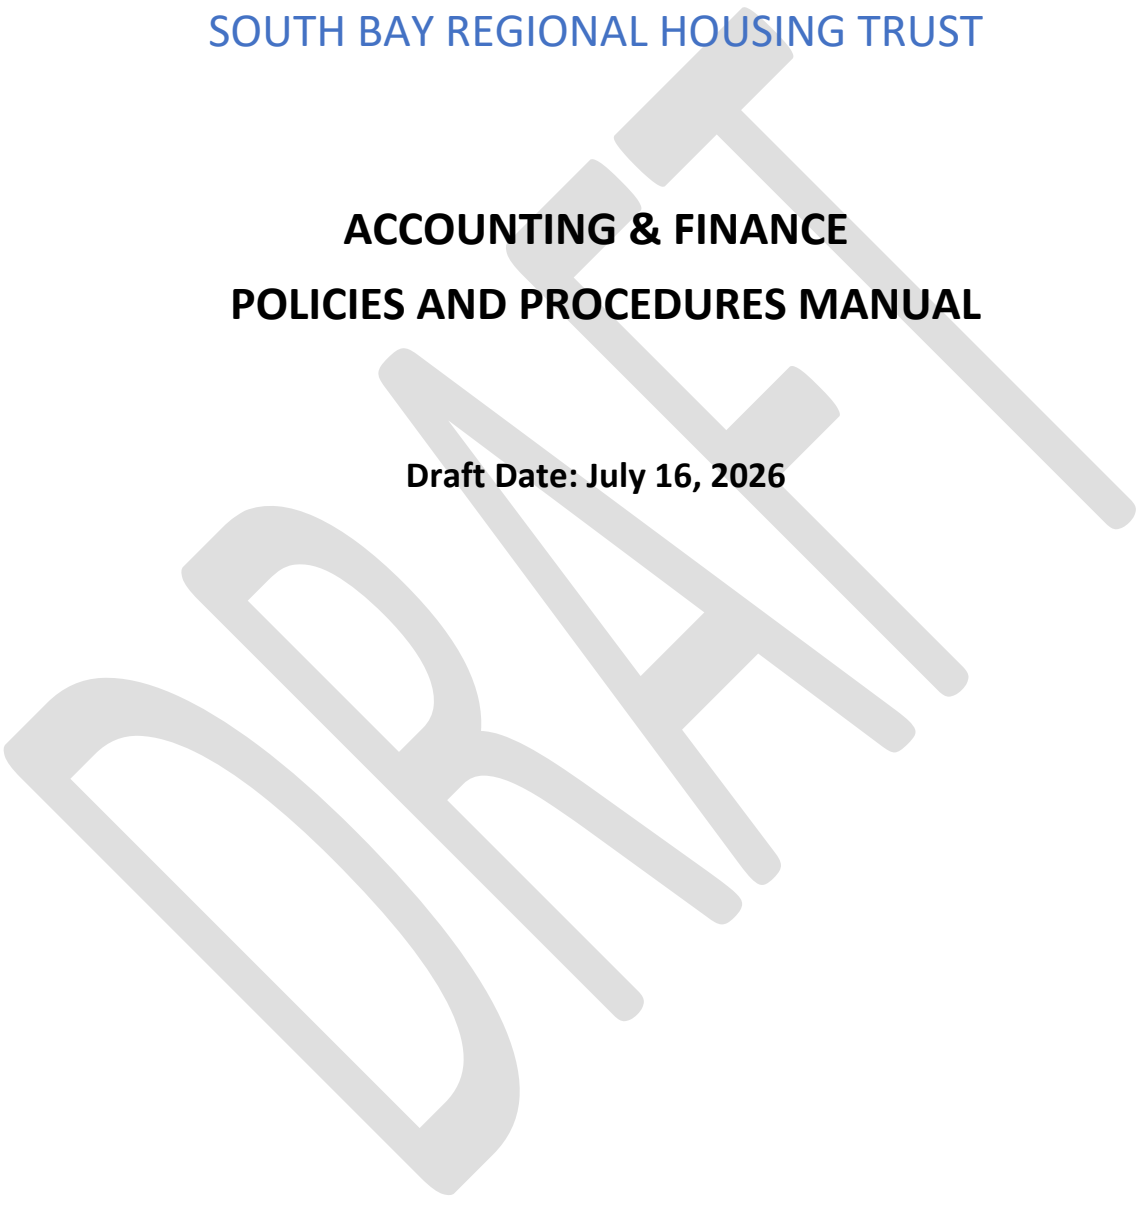 SOUTH BAY REGIONAL HOUSING TRUST
ACCOUNTING & FINANCE
POLICIES AND PROCEDURES MANUAL
Draft Date: July 16, 2026
DRAFT